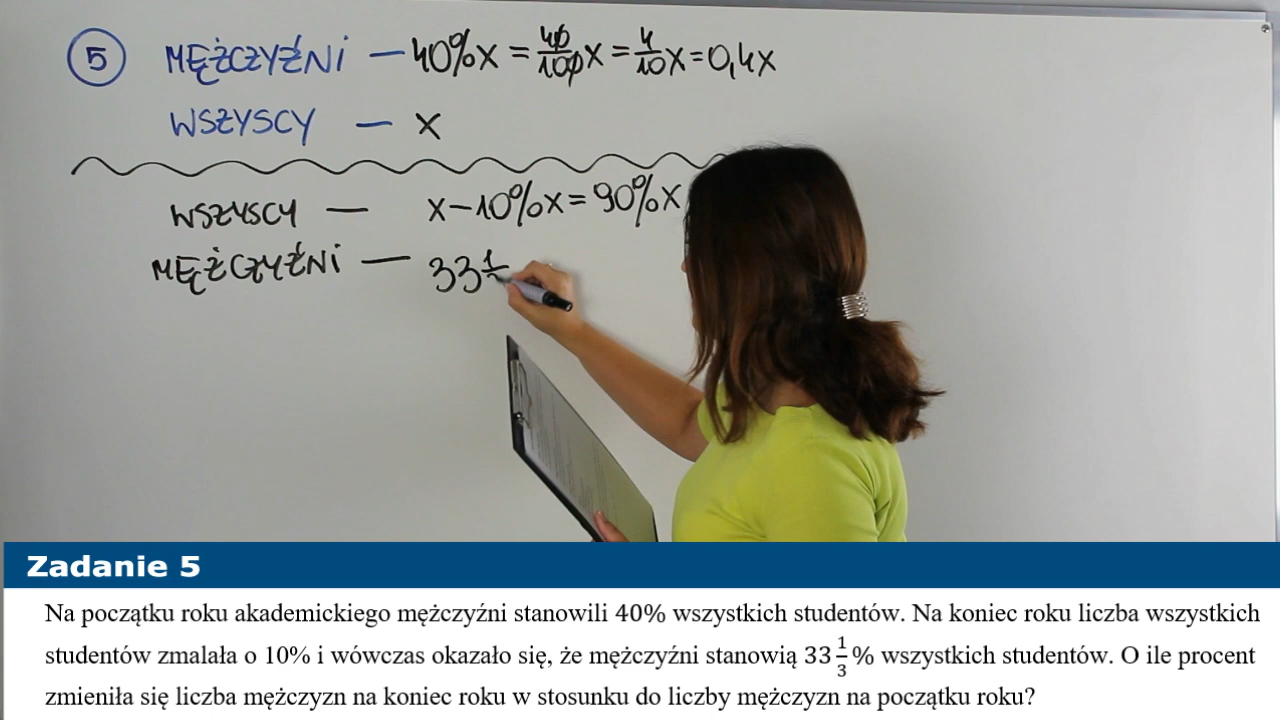 5 MĘŻCZYŹNI — 40%x = 40/100 x = 4/10 x = 0,4x
WSZYSCY — x
WSZYSCY — x - 10%x = 90%x
MĘŻCZYŹNI — 33 1
Zadanie 5
Na początku roku akademickiego mężczyźni stanowili 40% wszystkich studentów. Na koniec roku liczba wszystkich
studentów zmalała o 10% i wówczas okazało się, że mężczyźni stanowią 33 1/3 % wszystkich studentów. O ile procent
zmieniła się liczba mężczyzn na koniec roku w stosunku do liczby mężczyzn na początku roku?